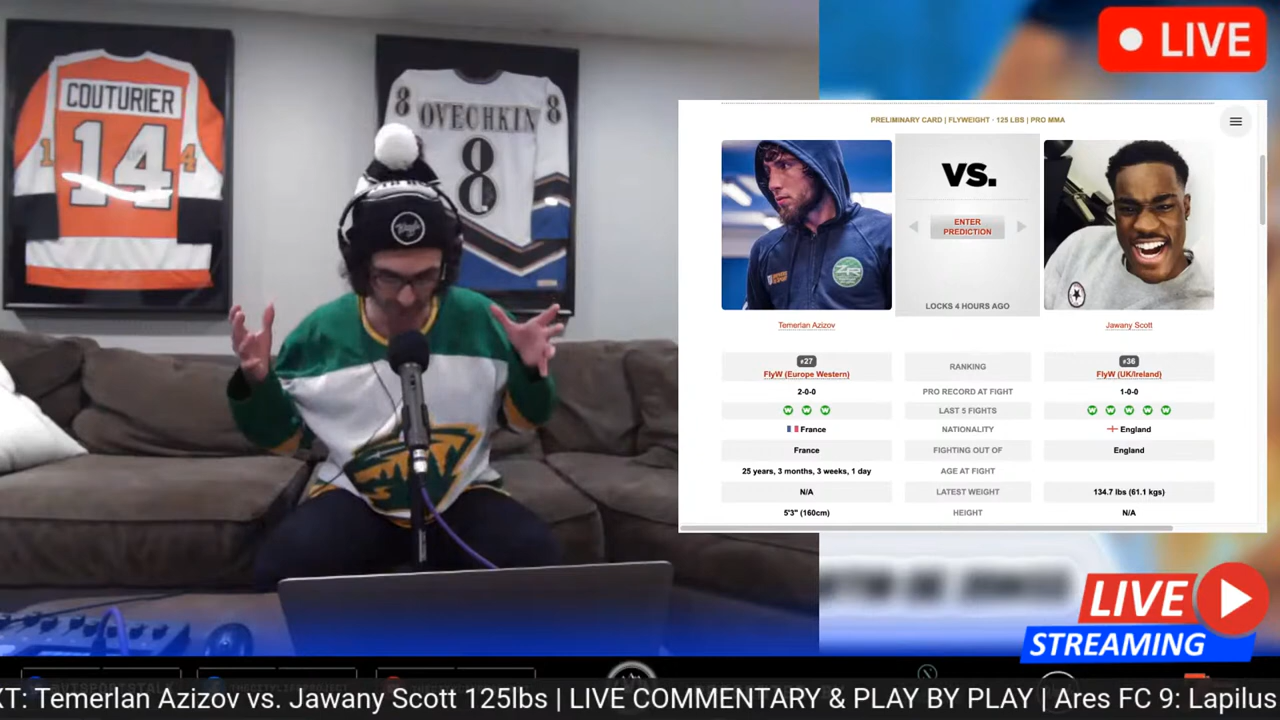 COUTURIER
14
1
4
OVECHKIN
8
8
8
LIVE
PRELIMINARY CARD | FLYWEIGHT · 125 LBS | PRO MMA
VS.
ENTER
PREDICTION
LOCKS 4 HOURS AGO
Temerlan Azizov
Jawany Scott
#27
RANKING
#36
FlyW (Europe Western)
FlyW (UK/Ireland)
2-0-0
PRO RECORD AT FIGHT
1-0-0
W W W
LAST 5 FIGHTS
W W W W W
France
NATIONALITY
England
France
FIGHTING OUT OF
England
25 years, 3 months, 3 weeks, 1 day
AGE AT FIGHT
N/A
LATEST WEIGHT
134.7 lbs (61.1 kgs)
5'3" (160cm)
HEIGHT
N/A
LIVE
STREAMING
XT: Temerlan Azizov vs. Jawany Scott 125lbs | LIVE COMMENTARY & PLAY BY PLAY | Ares FC 9: Lapilus